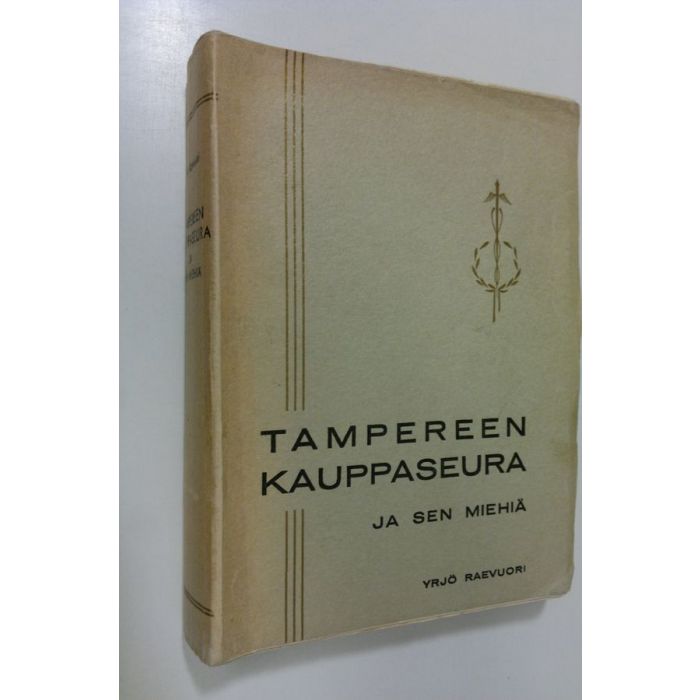 TAMPEREEN
KAUPPASEURA
JA SEN MIEHIÄ
YRJÖ RAEVUORI